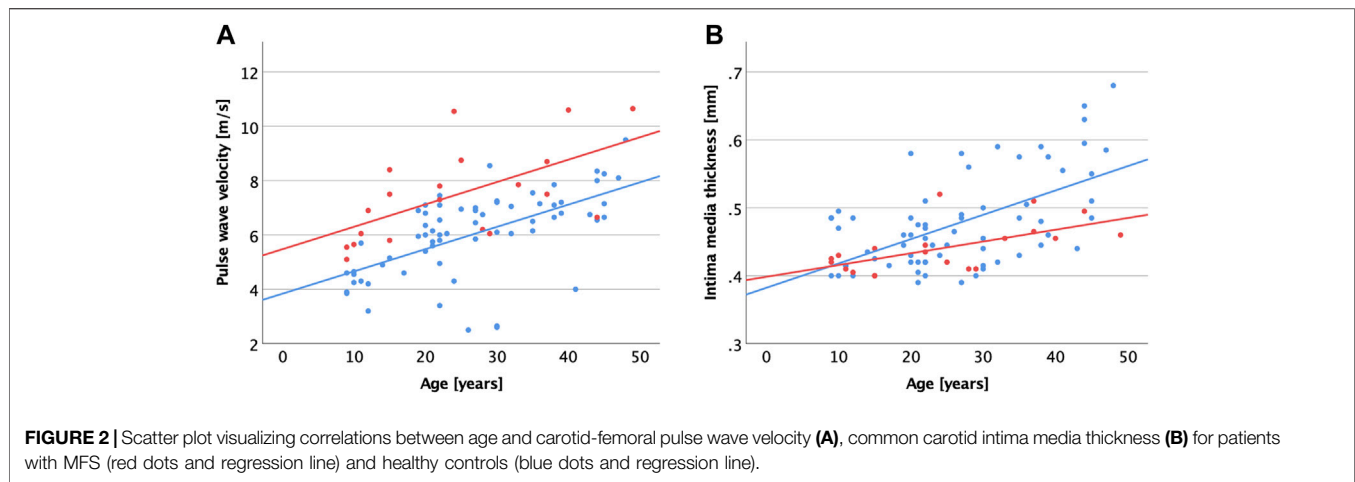 A
B
12
10
8
6
4
2
Pulse wave velocity [m/s]
0 10 20 30 40 50
Age [years]
.7
.6
.5
.4
.3
Intima media thickness [mm]
0 10 20 30 40 50
Age [years]
FIGURE 2 | Scatter plot visualizing correlations between age and carotid-femoral pulse wave velocity (A), common carotid intima media thickness (B) for patients
with MFS (red dots and regression line) and healthy controls (blue dots and regression line).